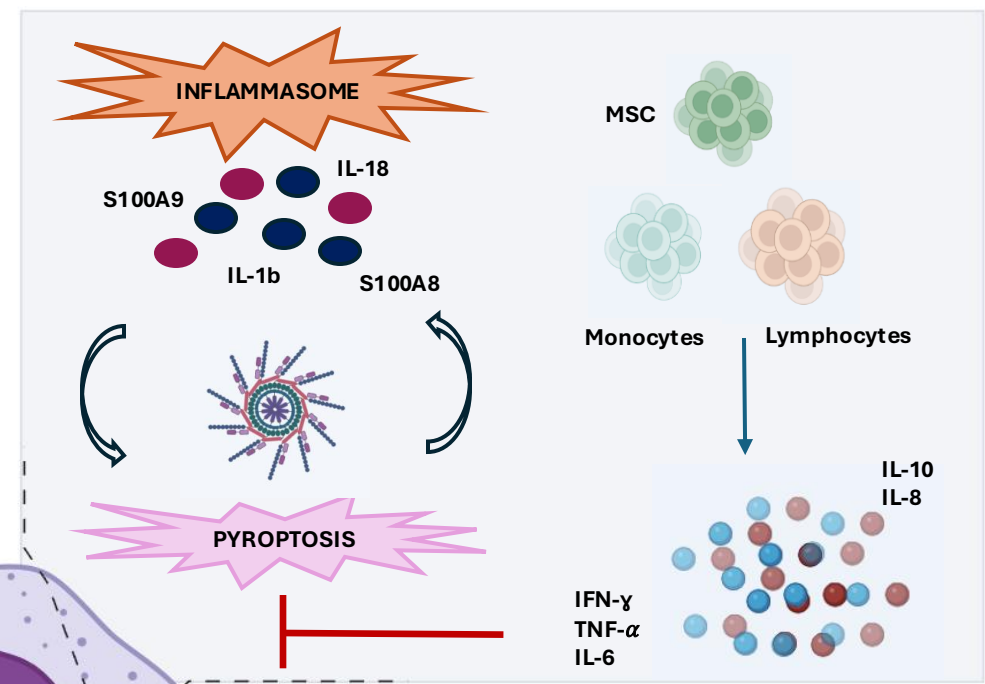 INFLAMMASOME
IL-18
S100A9
IL-1b
S100A8
PYROPTOSIS
MSC
Monocytes
Lymphocytes
IL-10
IL-8
IFN-ɣ
TNF-α
IL-6